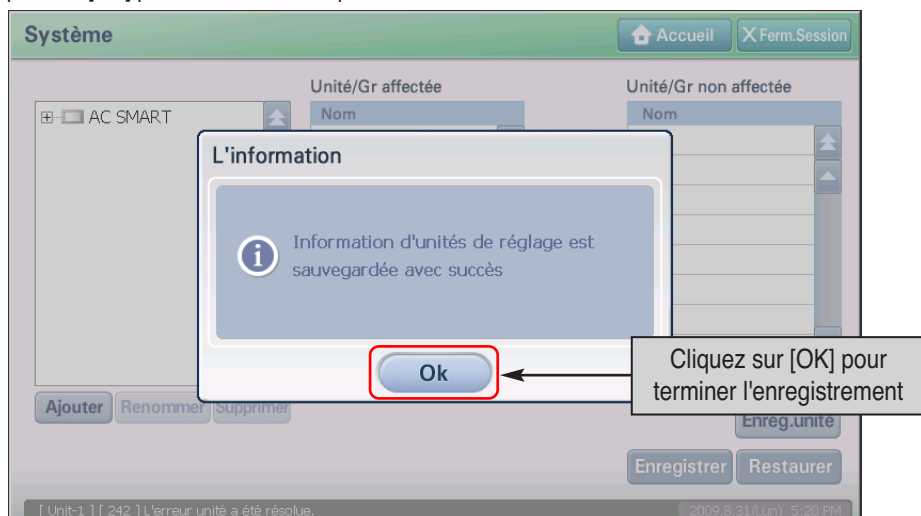 Système
Accueil
X Ferm.Session
Unité/Gr affectée
Unité/Gr non affectée
AC SMART
Nom
Nom
L'information
Information d'unités de réglage est
sauvegardée avec succès
Ok
Cliquez sur [OK] pour
terminer l'enregistrement
Ajouter
Renommer
Supprimer
Enreg.unité
Enregistrer
Restaurer
[ Unit-1 ] [ 242 ] L'erreur unité a été résolue.
2009.8.31(Lun) 5:20 PM